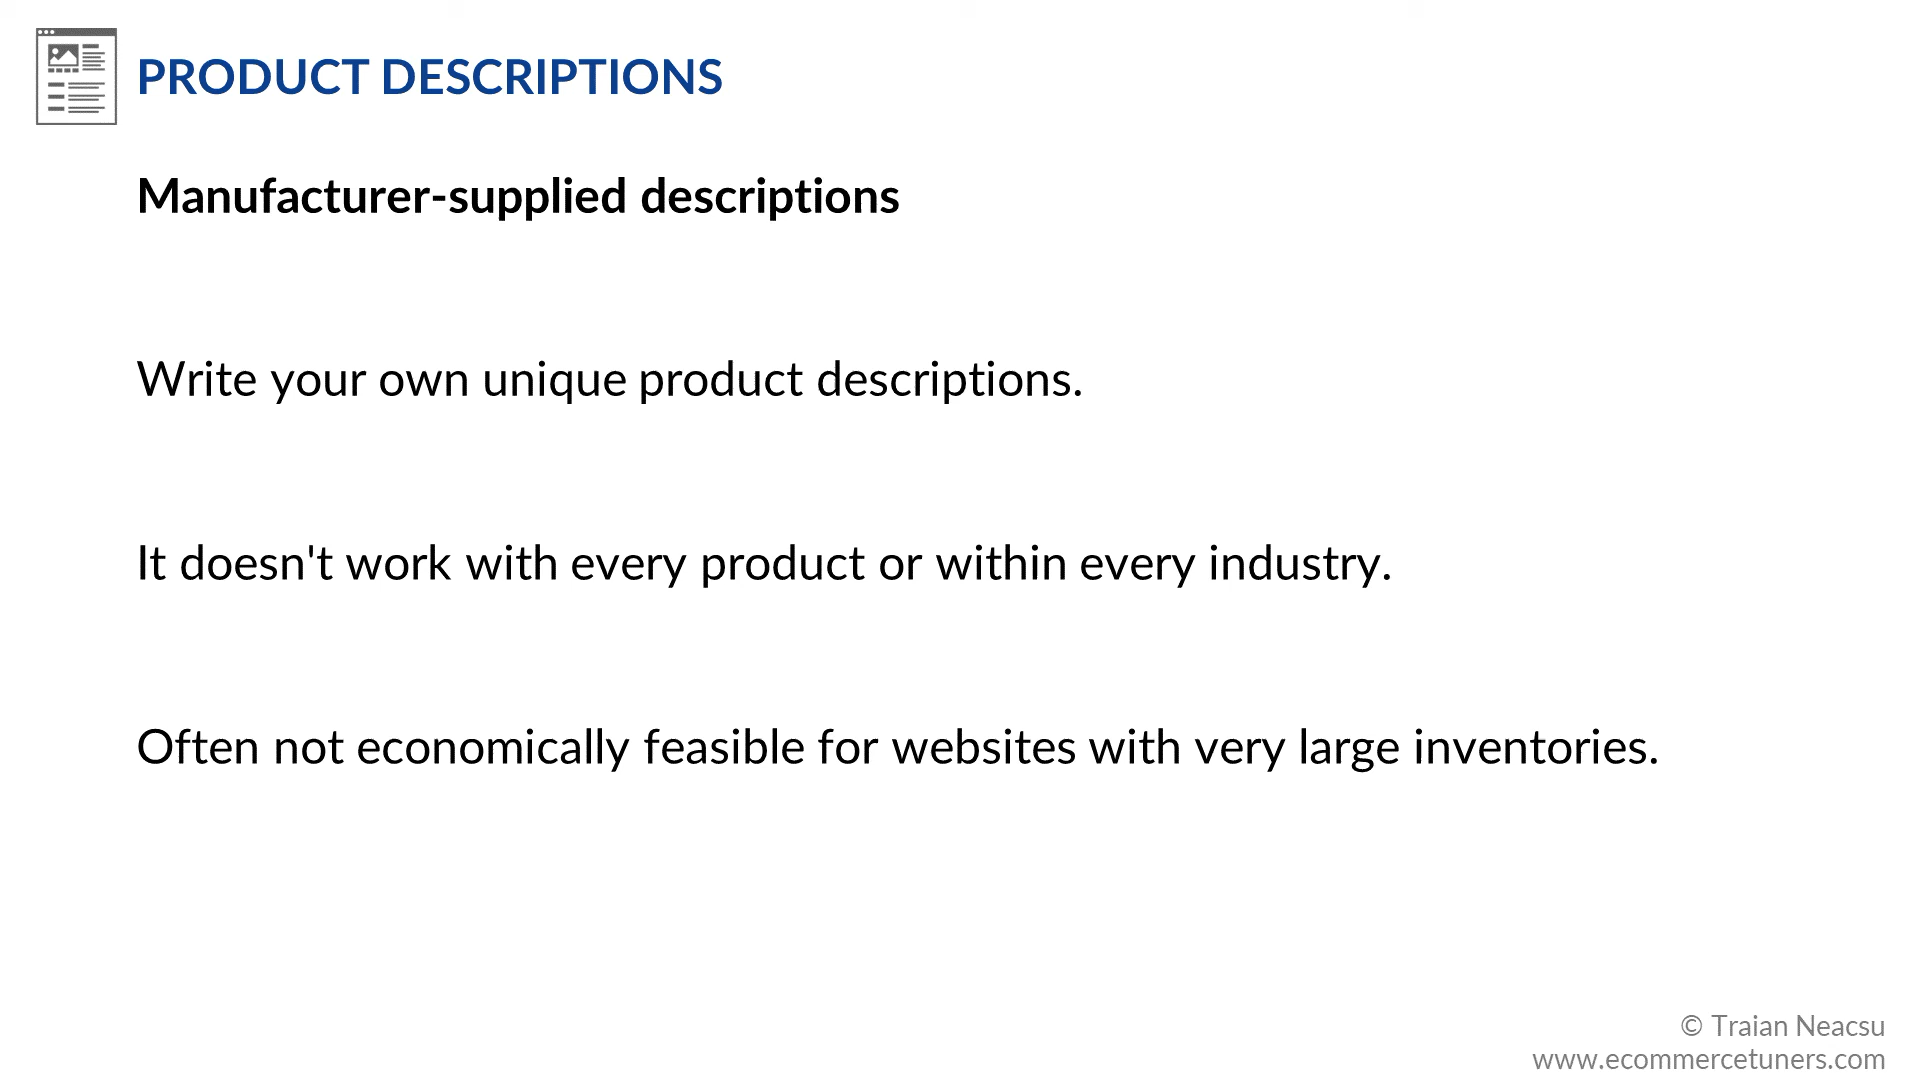 PRODUCT DESCRIPTIONS
Manufacturer-supplied descriptions
Write your own unique product descriptions.
It doesn't work with every product or within every industry.
Often not economically feasible for websites with very large inventories.
© Traian Neacsu
www.ecommercetuners.com